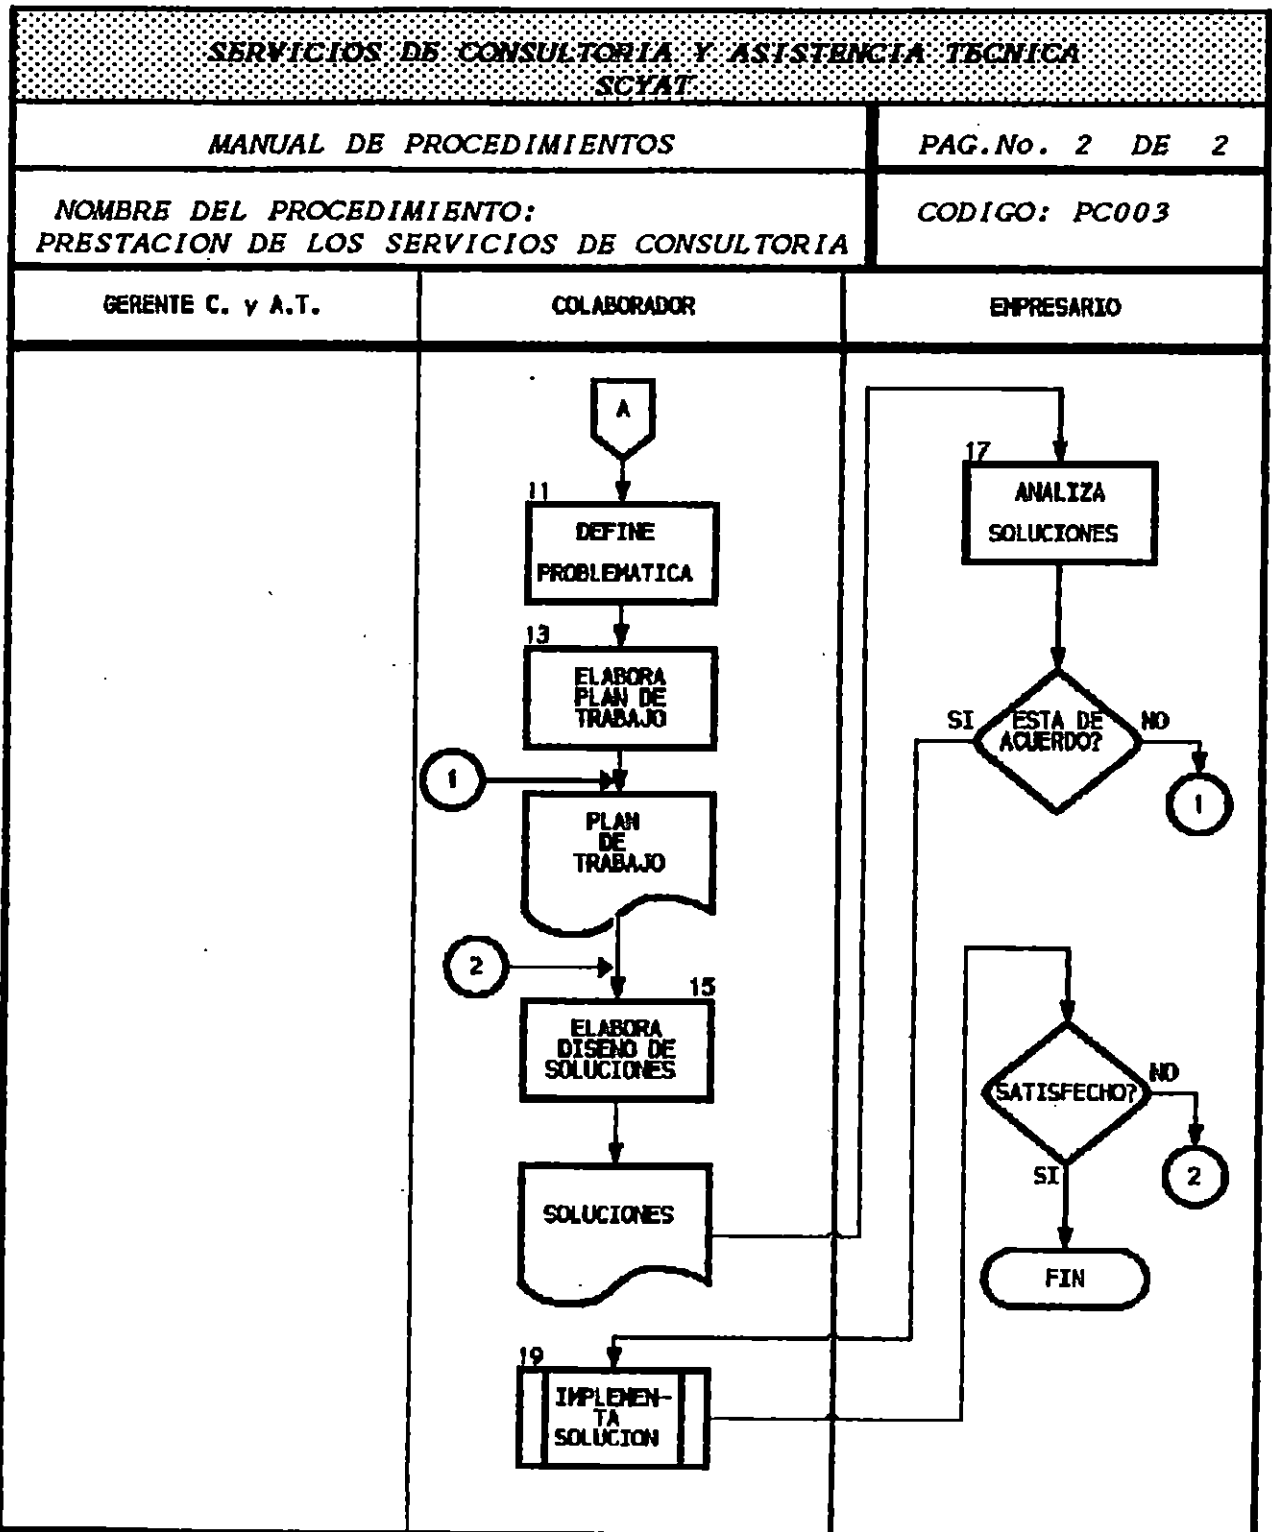 SERVICIOS DE CONSULTORIA Y ASISTENCIA TECNICA
SCYAT
MANUAL DE PROCEDIMIENTOS
PAG.No. 2 DE 2
NOMBRE DEL PROCEDIMIENTO:
PRESTACION DE LOS SERVICIOS DE CONSULTORIA
CODIGO: PC003
GERENTE C. y A.T.
COLABORADOR
EMPRESARIO
A
11
DEFINE
PROBLEMATICA
13
ELABORA
PLAN DE
TRABAJO
1
PLAN
DE
TRABAJO
2
15
ELABORA
DISENO DE
SOLUCIONES
SOLUCIONES
19
IMPLEMEN-
TA
SOLUCION
17
ANALIZA
SOLUCIONES
SI
ESTA DE
ACUERDO?
NO
1
SATISFECHO?
NO
2
SI
FIN